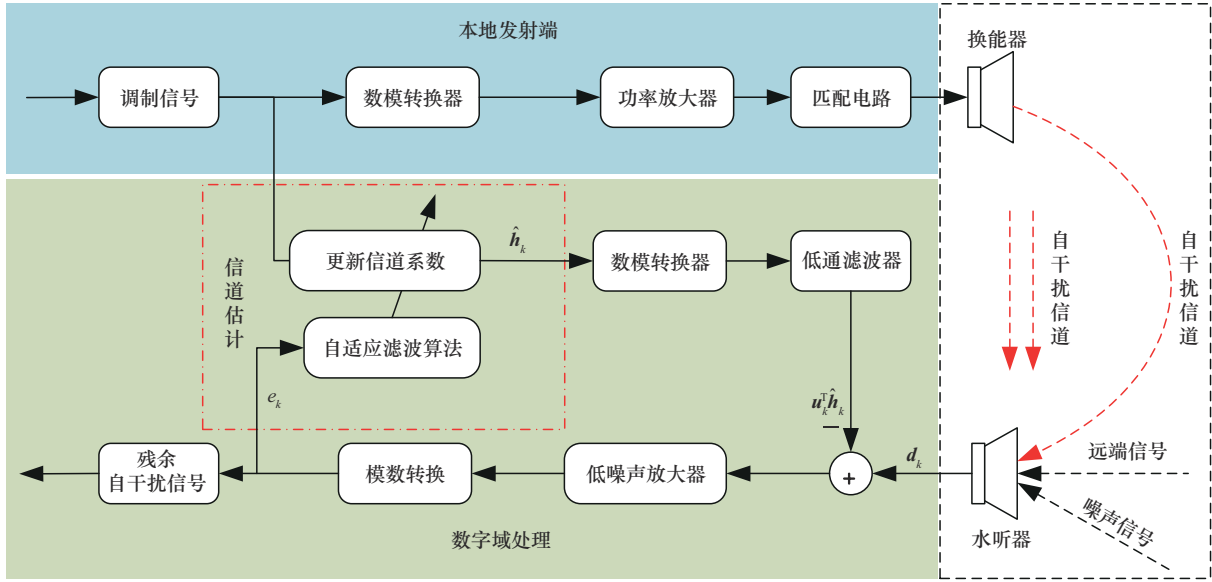 本地发射端
换能器
调制信号
数模转换器
功率放大器
匹配电路
信道估计
更新信道系数
ĥₖ
数模转换器
低通滤波器
自干扰信道
自干扰信道
自适应滤波算法
eₖ
uₖᵀĥₖ
−
+
dₖ
远端信号
残余
自干扰信号
模数转换
低噪声放大器
噪声信号
水听器
数字域处理